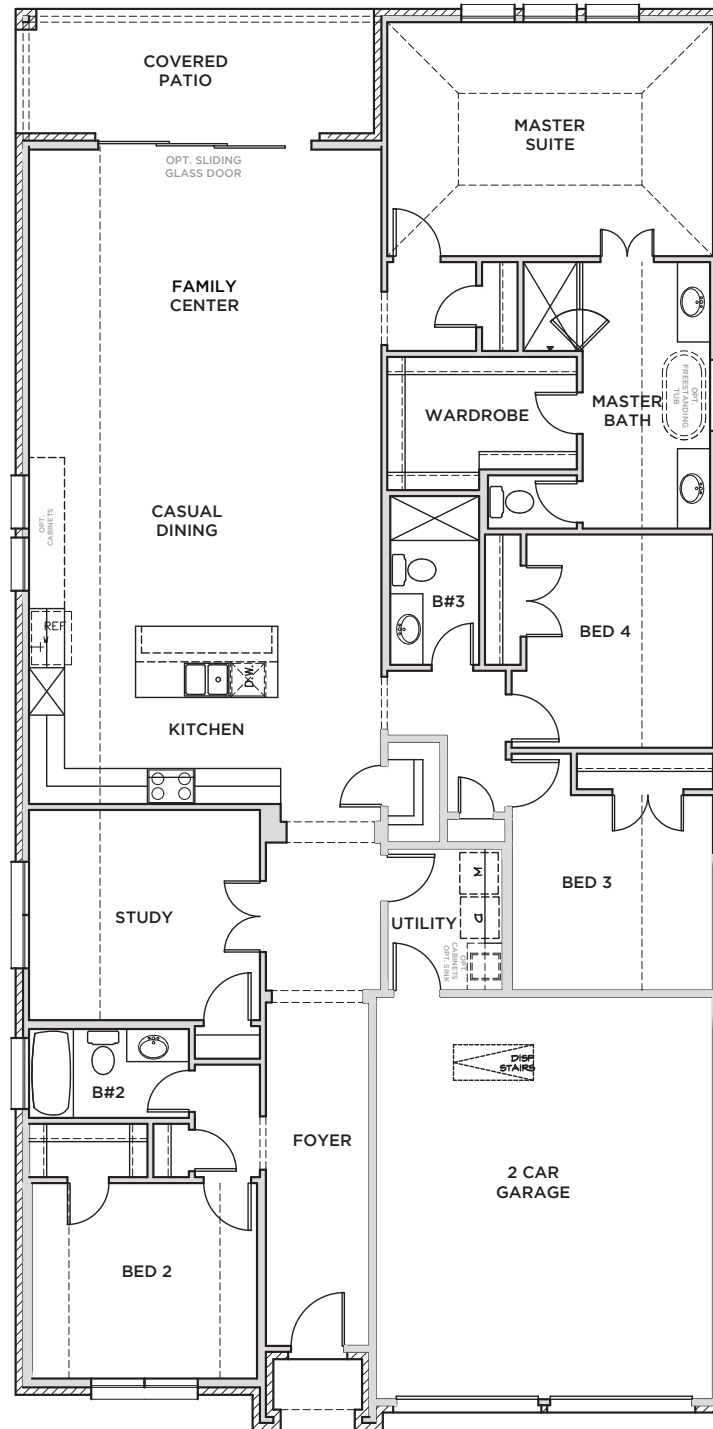 COVERED
PATIO
MASTER
SUITE
OPT. SLIDING
GLASS DOOR
FAMILY
CENTER
WARDROBE
MASTER
BATH
OPT.
FREESTANDING
TUB
CASUAL
DINING
OPT.
CABINETS
REF
B#3
BED 4
D.W.
KITCHEN
STUDY
UTILITY
W
D
OPT.
CABINETS
OPT. SINK
BED 3
DISP
STAIRS
B#2
FOYER
2 CAR
GARAGE
BED 2